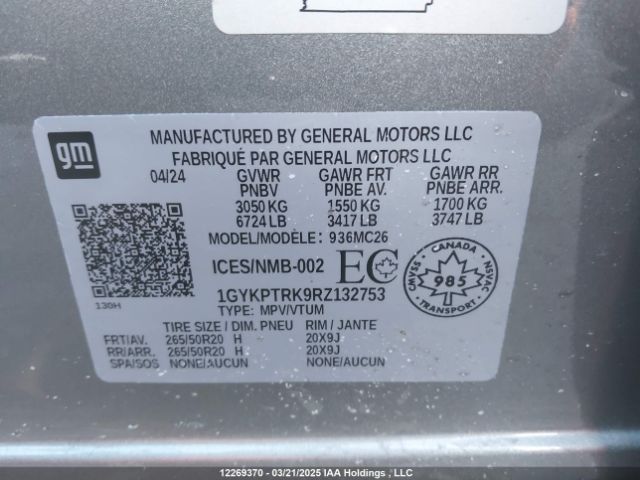 gm
MANUFACTURED BY GENERAL MOTORS LLC
FABRIQUÉ PAR GENERAL MOTORS LLC
04/24 GVWR GAWR FRT GAWR RR
PNBV PNBE AV. PNBE ARR.
3050 KG 1550 KG 1700 KG
6724 LB 3417 LB 3747 LB
MODEL/MODÈLE: 936MC26
ICES/NMB-002 EC
CANADA
985
NSVAC
NSVAC
1GYKPTRK9RZ132753
130H
TYPE: MPV/VTUM
TIRE SIZE / DIM. PNEU RIM / JANTE
FRT/AV. 265/50R20 H 20X9J
RR/ARR. 265/50R20 H 20X9J
SPA/SOS NONE/AUCUN NONE/AUCUN
12269370 - 03/21/2025 IAA Holdings , LLC